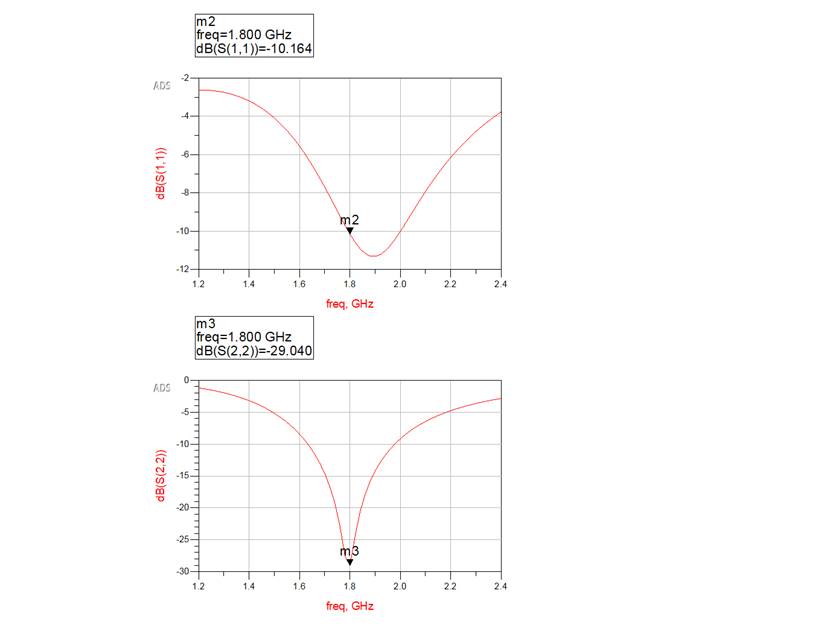 m2
freq=1.800 GHz
dB(S(1,1))=-10.164
ADS
-2
-4
-6
-8
-10
-12
dB(S(1,1))
m2
1.2
1.4
1.6
1.8
2.0
2.2
2.4
freq, GHz
m3
freq=1.800 GHz
dB(S(2,2))=-29.040
ADS
0
-5
-10
-15
-20
-25
-30
dB(S(2,2))
m3
1.2
1.4
1.6
1.8
2.0
2.2
2.4
freq, GHz